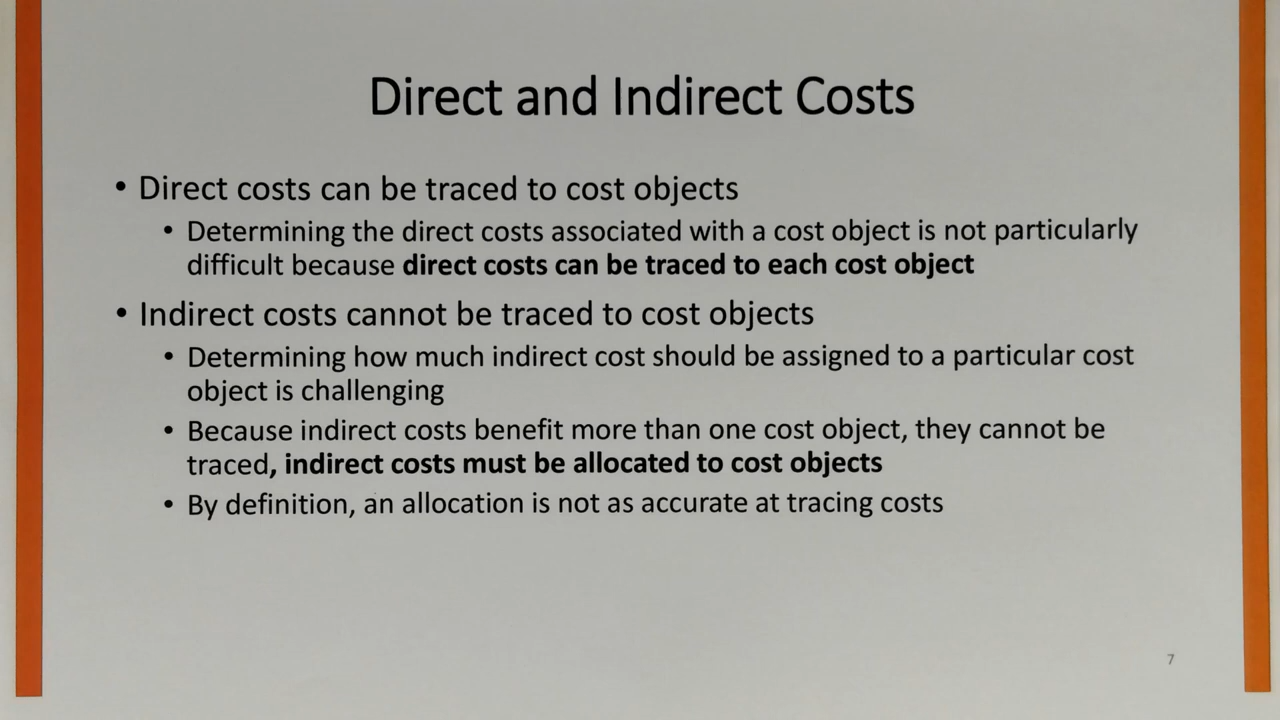 Direct and Indirect Costs
• Direct costs can be traced to cost objects
• Determining the direct costs associated with a cost object is not particularly
difficult because direct costs can be traced to each cost object
• Indirect costs cannot be traced to cost objects
• Determining how much indirect cost should be assigned to a particular cost
object is challenging
• Because indirect costs benefit more than one cost object, they cannot be
traced, indirect costs must be allocated to cost objects
• By definition, an allocation is not as accurate at tracing costs
7